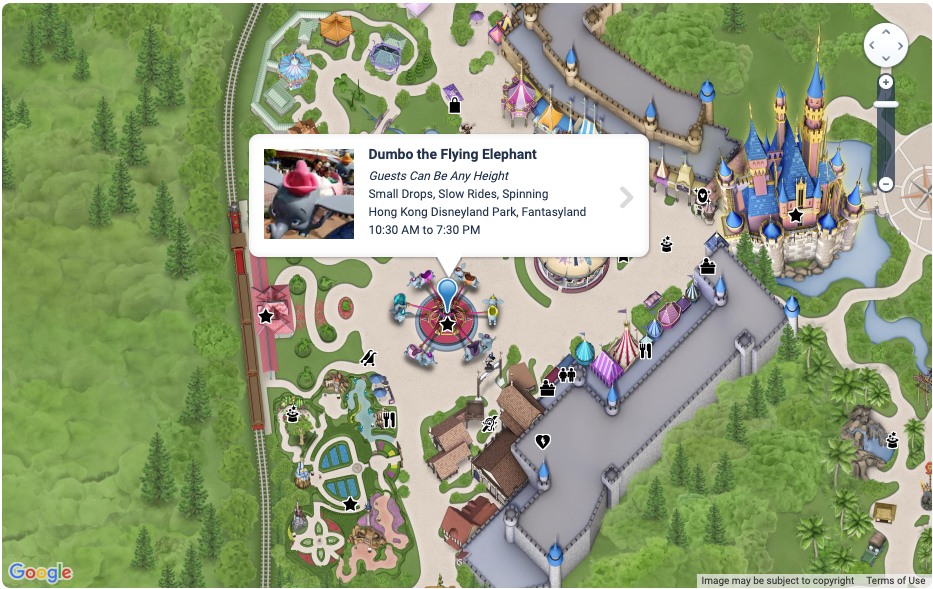 Dumbo the Flying Elephant
Guests Can Be Any Height
Small Drops, Slow Rides, Spinning
Hong Kong Disneyland Park, Fantasyland
10:30 AM to 7:30 PM
Google
Image may be subject to copyright Terms of Use